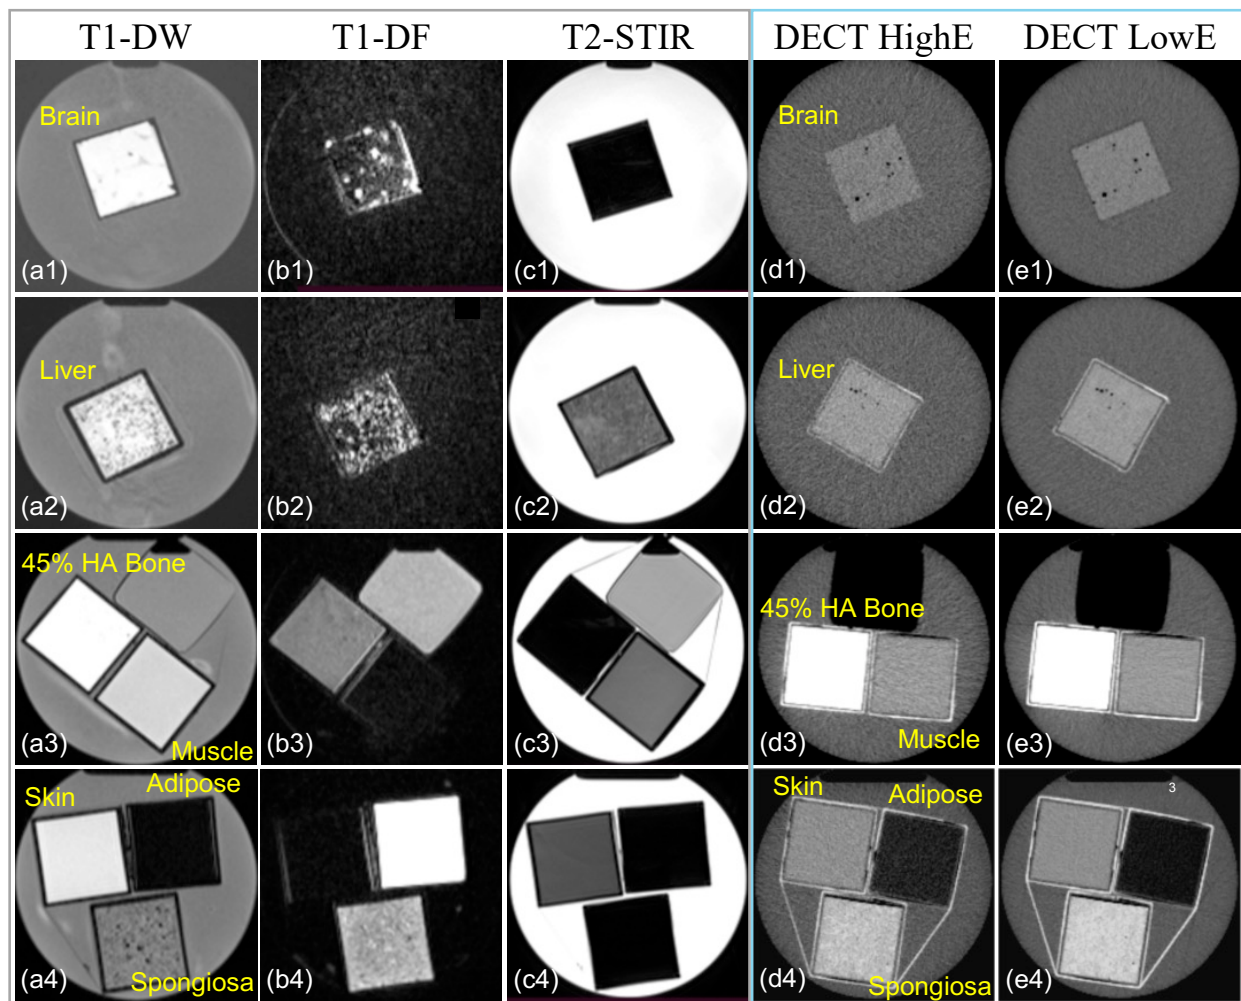 T1-DW T1-DF T2-STIR DECT HighE DECT LowE
Brain Brain
(a1) (b1) (c1) (d1) (e1)
Liver Liver
(a2) (b2) (c2) (d2) (e2)
45% HA Bone 45% HA Bone
Muscle Muscle
(a3) (b3) (c3) (d3) (e3)
Skin Adipose Skin Adipose 3
(a4) (b4) (c4) (d4) (e4)
Spongiosa Spongiosa